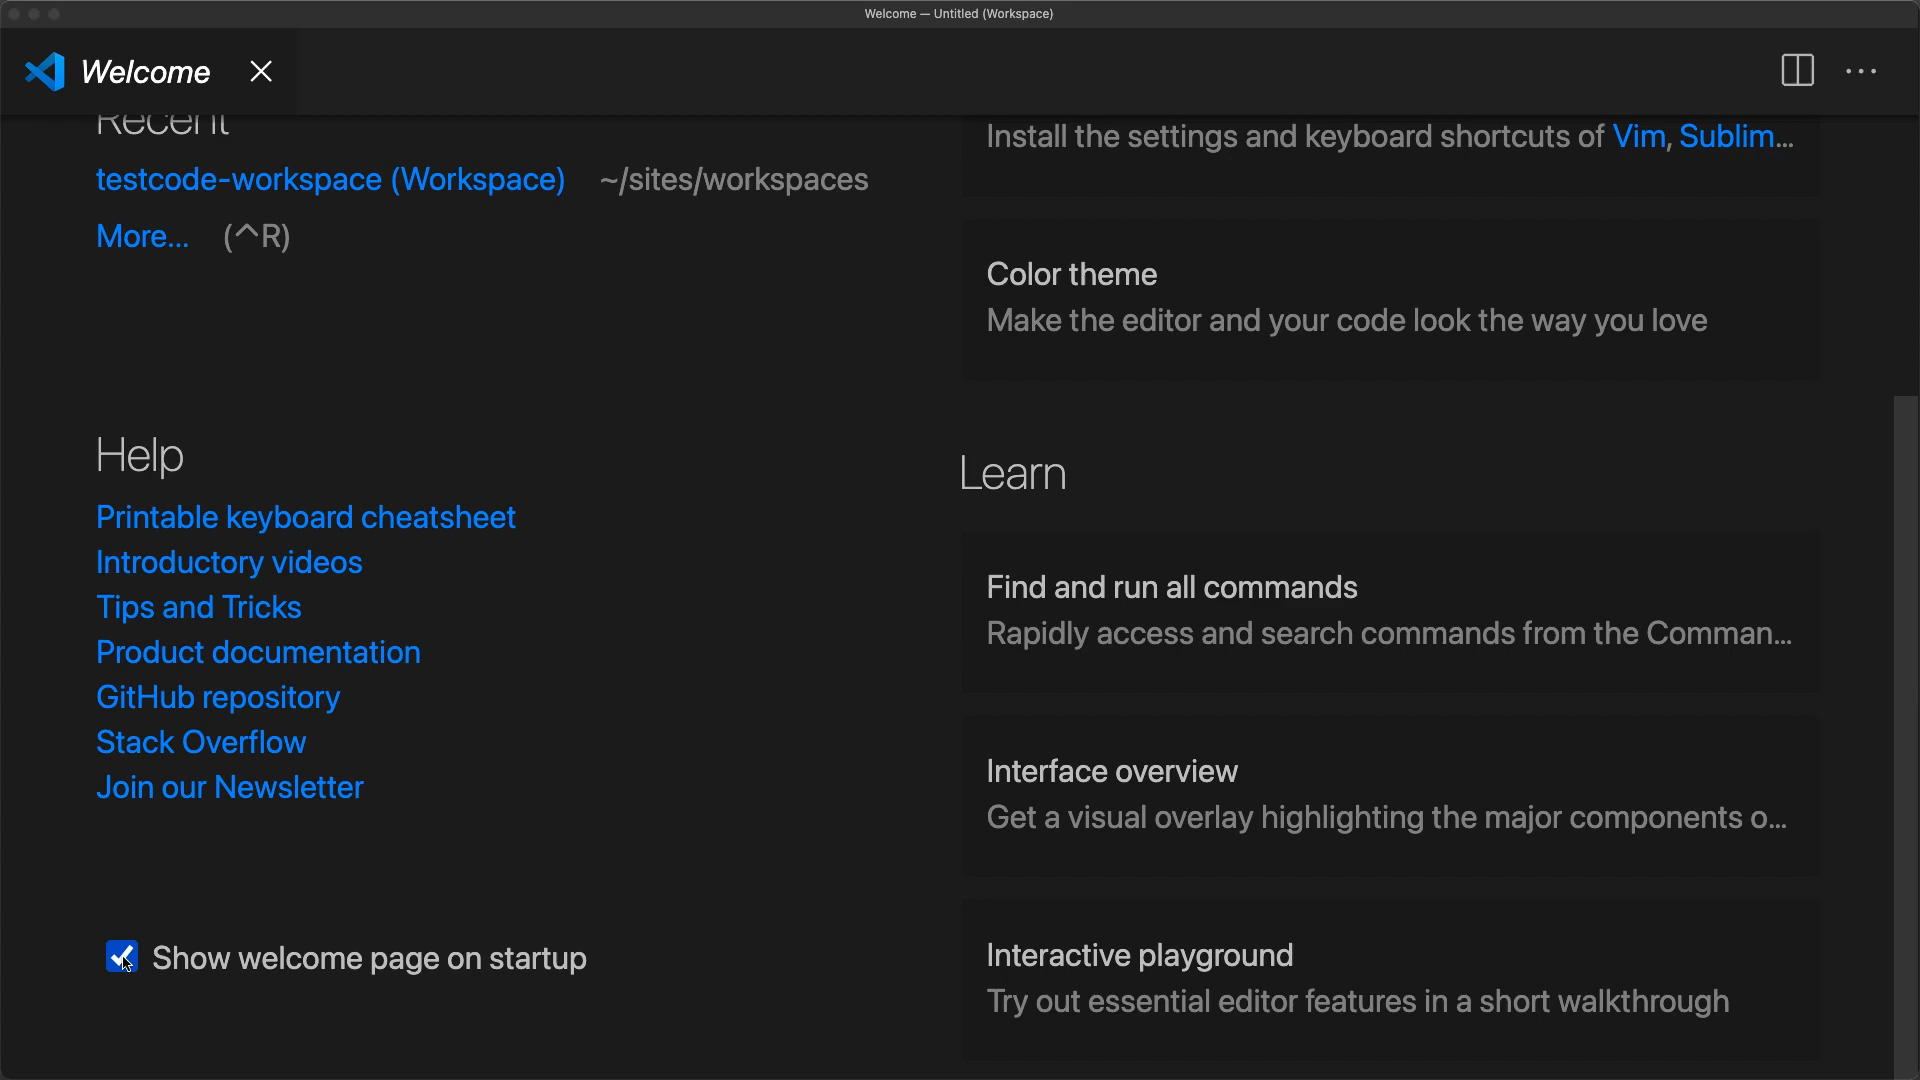 Welcome — Untitled (Workspace)
Welcome
Recent
testcode-workspace (Workspace) ~/sites/workspaces
More... (^R)
Help
Printable keyboard cheatsheet
Introductory videos
Tips and Tricks
Product documentation
GitHub repository
Stack Overflow
Join our Newsletter
Show welcome page on startup
Install the settings and keyboard shortcuts of Vim, Sublim...
Color theme
Make the editor and your code look the way you love
Learn
Find and run all commands
Rapidly access and search commands from the Comman...
Interface overview
Get a visual overlay highlighting the major components o...
Interactive playground
Try out essential editor features in a short walkthrough